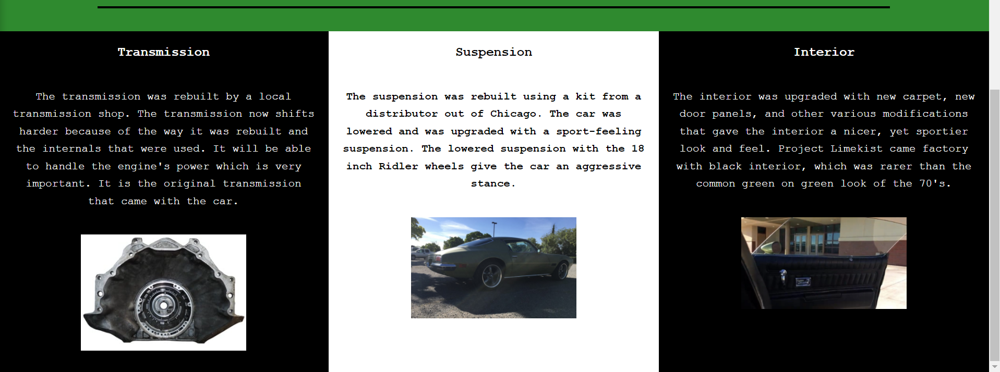 Transmission
The transmission was rebuilt by a local
transmission shop. The transmission now shifts
harder because of the way it was rebuilt and
the internals that were used. It will be able
to handle the engine's power which is very
important. It is the original transmission
that came with the car.
Suspension
The suspension was rebuilt using a kit from a
distributor out of Chicago. The car was
lowered and was upgraded with a sport-feeling
suspension. The lowered suspension with the 18
inch Ridler wheels give the car an aggressive
stance.
Interior
The interior was upgraded with new carpet, new
door panels, and other various modifications
that gave the interior a nicer, yet sportier
look and feel. Project Limekist came factory
with black interior, which was rarer than the
common green on green look of the 70's.